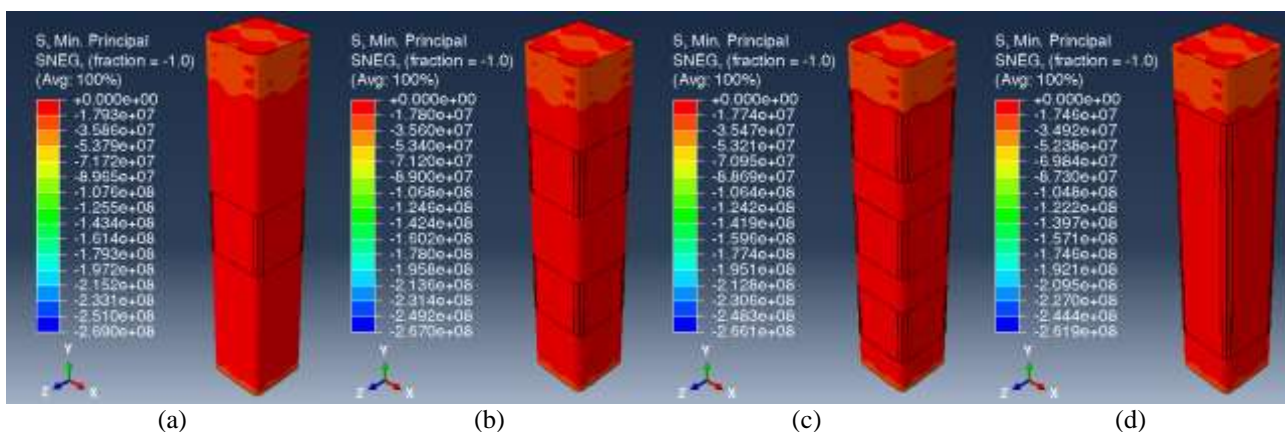 S, Min. Principal
SNEG, (fraction = -1.0)
(Avg: 100%)
+0.000e+00
-1.793e+07
-3.586e+07
-5.379e+07
-7.172e+07
-8.965e+07
-1.076e+08
-1.255e+08
-1.434e+08
-1.614e+08
-1.793e+08
-1.972e+08
-2.152e+08
-2.331e+08
-2.510e+08
-2.690e+08
Y
Z
X
(a)
S, Min. Principal
SNEG, (fraction = -1.0)
(Avg: 100%)
+0.000e+00
-1.780e+07
-3.560e+07
-5.340e+07
-7.120e+07
-8.900e+07
-1.068e+08
-1.246e+08
-1.424e+08
-1.602e+08
-1.780e+08
-1.958e+08
-2.136e+08
-2.314e+08
-2.492e+08
-2.670e+08
Y
Z
X
(b)
S, Min. Principal
SNEG, (fraction = -1.0)
(Avg: 100%)
+0.000e+00
-1.774e+07
-3.547e+07
-5.321e+07
-7.095e+07
-8.869e+07
-1.064e+08
-1.242e+08
-1.419e+08
-1.596e+08
-1.774e+08
-1.951e+08
-2.128e+08
-2.306e+08
-2.483e+08
-2.661e+08
Y
Z
X
(c)
S, Min. Principal
SNEG, (fraction = -1.0)
(Avg: 100%)
+0.000e+00
-1.746e+07
-3.492e+07
-5.238e+07
-6.984e+07
-8.730e+07
-1.048e+08
-1.222e+08
-1.397e+08
-1.571e+08
-1.746e+08
-1.921e+08
-2.095e+08
-2.270e+08
-2.444e+08
-2.619e+08
Y
Z
X
(d)